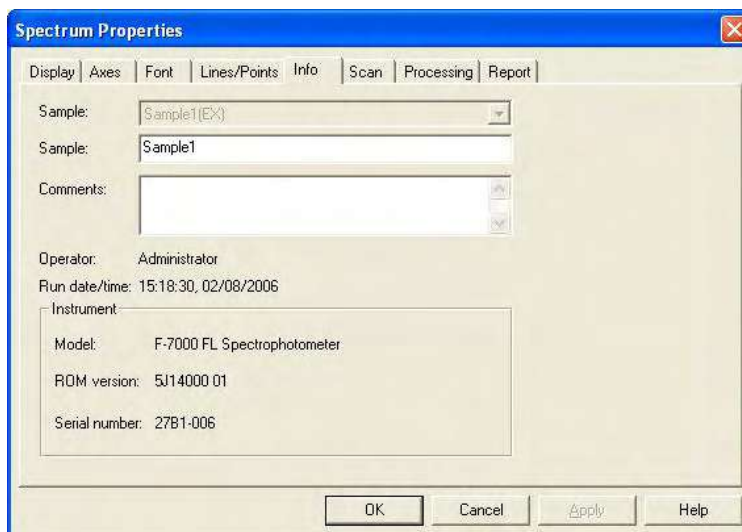 Spectrum Properties
Display Axes Font Lines/Points Info Scan Processing Report
Sample: Sample1(EX)
Sample: Sample1
Comments:
Operator: Administrator
Run date/time: 15:18:30, 02/08/2006
Instrument
Model: F-7000 FL Spectrophotometer
ROM version: 5J14000 01
Serial number: 27B1-006
OK Cancel Apply Help